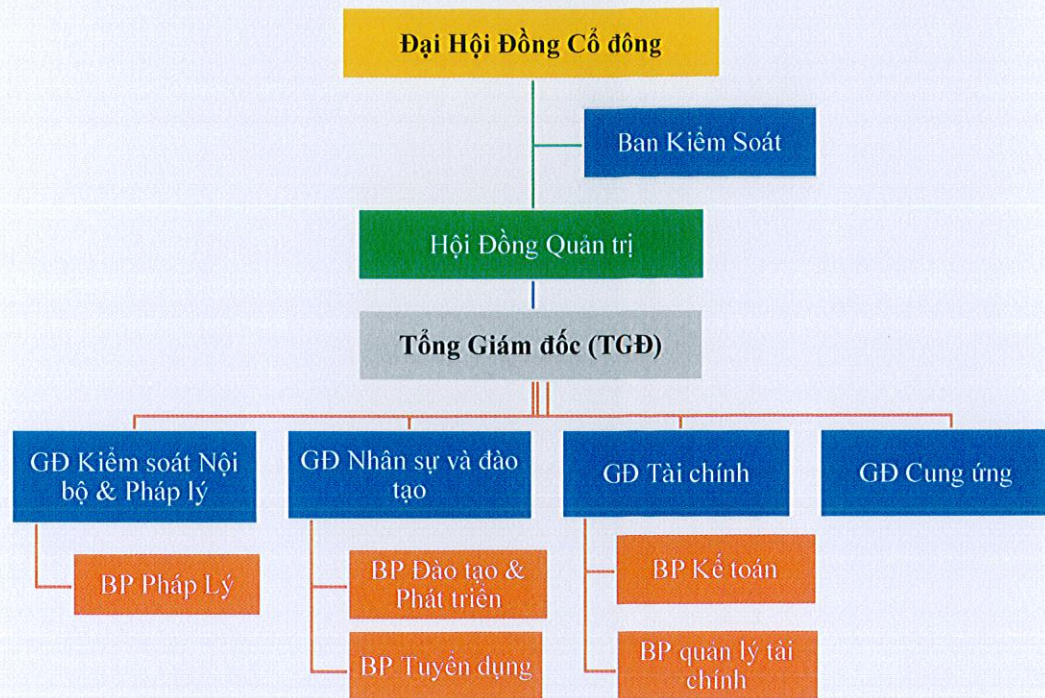 Đại Hội Đồng Cổ đông
Ban Kiểm Soát
Hội Đồng Quản trị
Tổng Giám đốc (TGĐ)
GĐ Kiểm soát Nội
bộ & Pháp lý
GĐ Nhân sự và đào
tạo
GĐ Tài chính
GĐ Cung ứng
BP Pháp Lý
BP Đào tạo &
Phát triển
BP Kế toán
BP Tuyển dụng
BP quản lý tài
chính